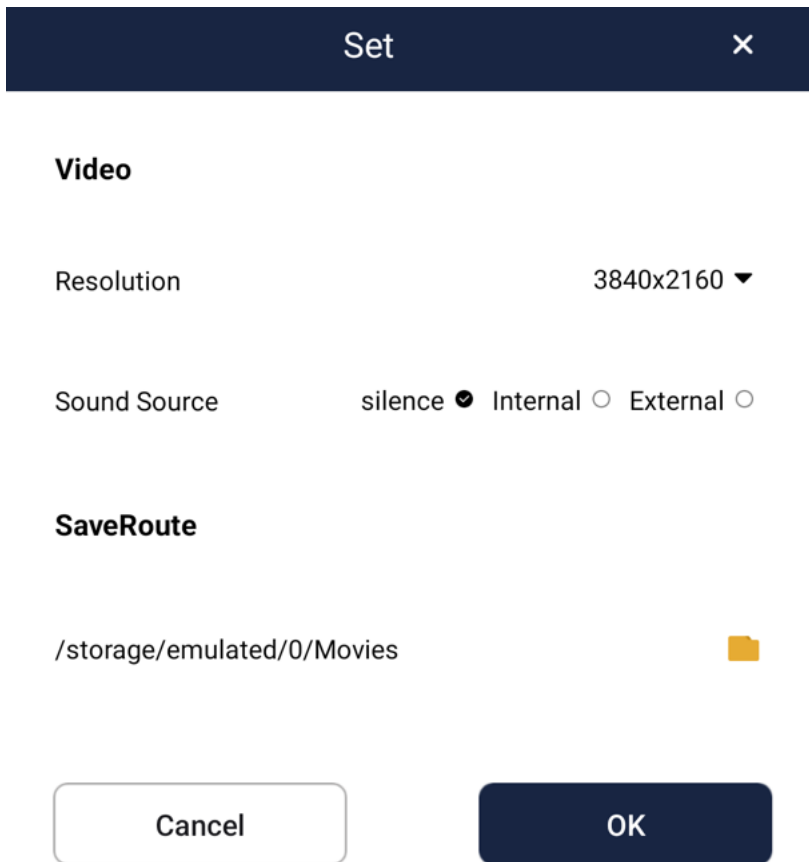 Set
Video
Resolution 3840x2160
Sound Source silence Internal External
SaveRoute
/storage/emulated/0/Movies
Cancel OK